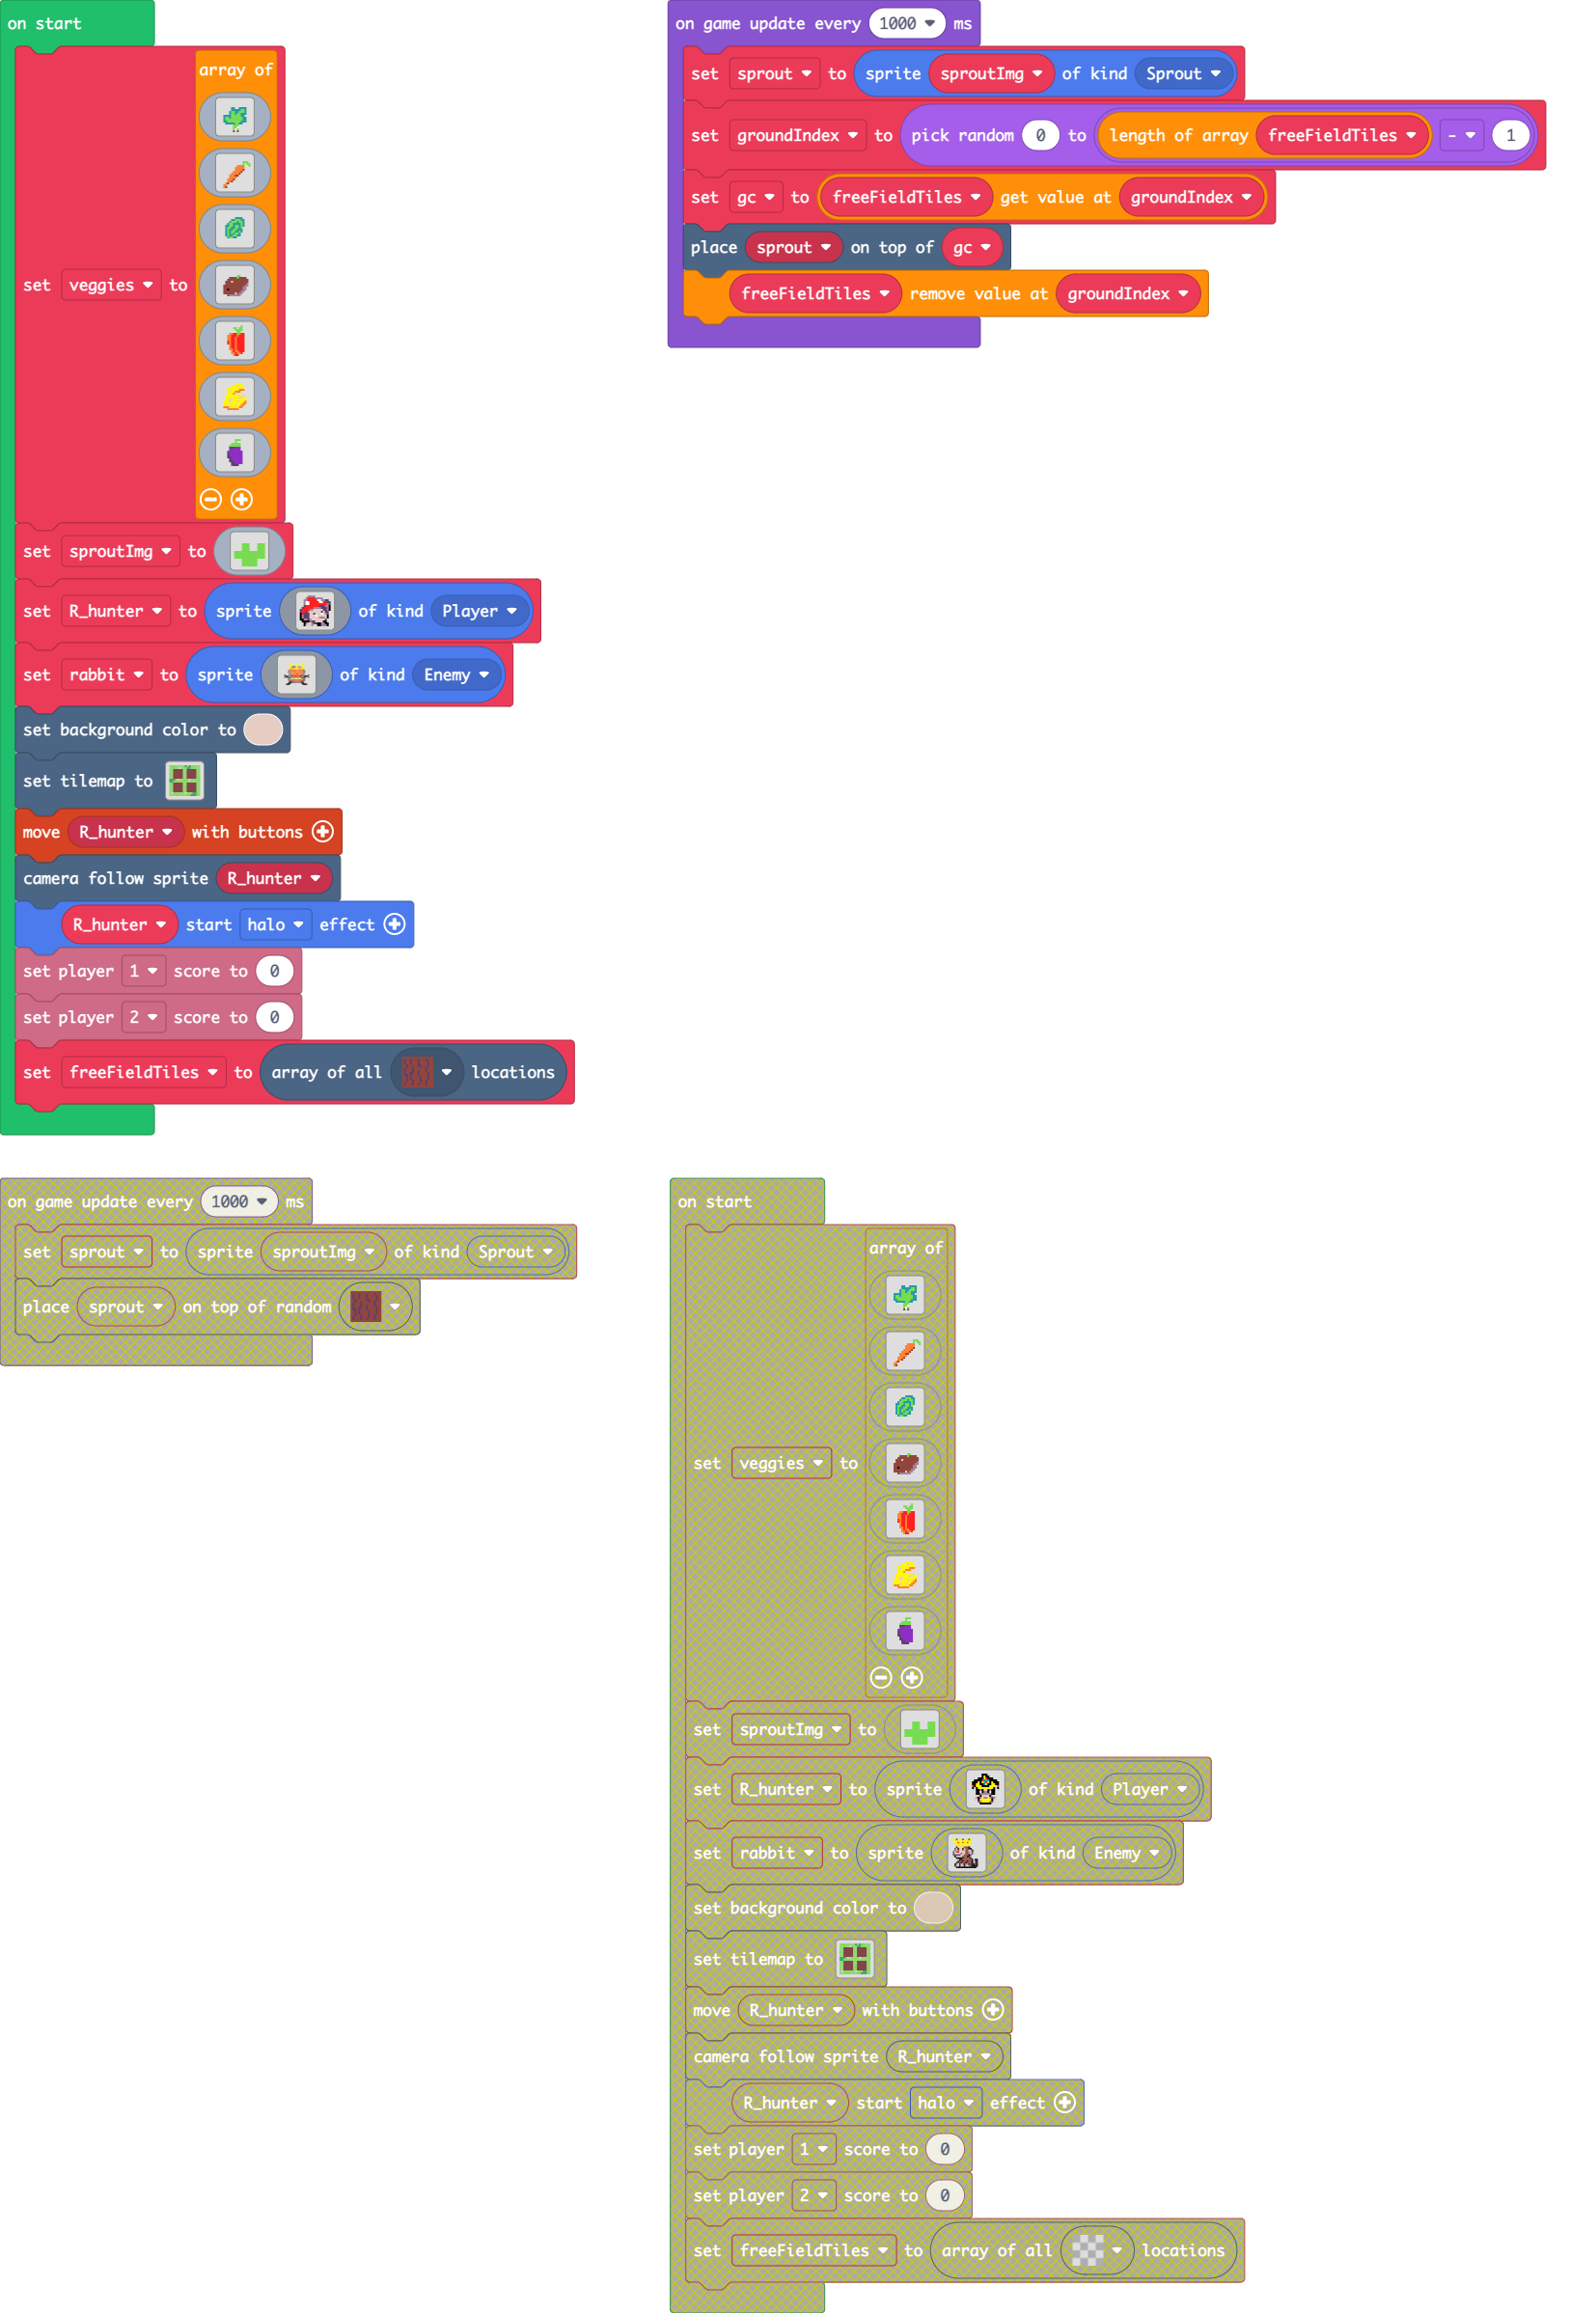 on start
array of
set veggies to
set sproutImg to
set R_hunter to sprite of kind Player
set rabbit to sprite of kind Enemy
set background color to
set tilemap to
move R_hunter with buttons
camera follow sprite R_hunter
R_hunter start halo effect
set player 1 score to 0
set player 2 score to 0
set freeFieldTiles to array of all locations
on game update every 1000 ms
set sprout to sprite sproutImg of kind Sprout
set groundIndex to pick random 0 to length of array freeFieldTiles - 1
set gc to freeFieldTiles get value at groundIndex
place sprout on top of gc
freeFieldTiles remove value at groundIndex
on game update every 1000 ms
set sprout to sprite sproutImg of kind Sprout
place sprout on top of random
on start
array of
set veggies to
set sproutImg to
set R_hunter to sprite of kind Player
set rabbit to sprite of kind Enemy
set background color to
set tilemap to
move R_hunter with buttons
camera follow sprite R_hunter
R_hunter start halo effect
set player 1 score to 0
set player 2 score to 0
set freeFieldTiles to array of all locations